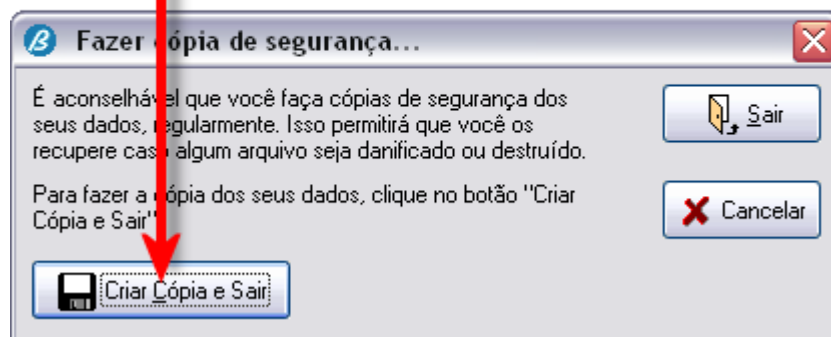 Fazer cópia de segurança...
É aconselhável que você faça cópias de segurança dos
seus dados, regularmente. Isso permitirá que você os
recupere caso algum arquivo seja danificado ou destruído.
Sair
Para fazer a cópia dos seus dados, clique no botão "Criar
Cópia e Sair"
Cancelar
Criar Cópia e Sair